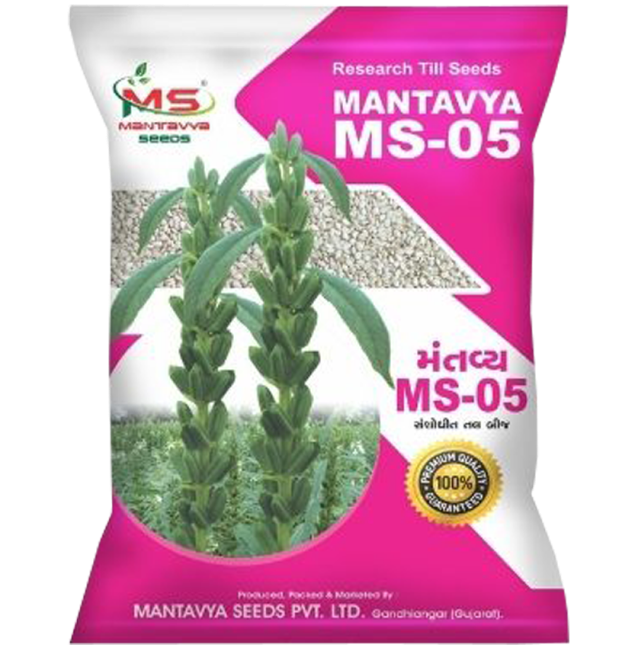 Research Till Seeds
MANTAVYA
MS-05
MS®
MANTAVYA
SEEDS
મંતવ્ય
MS-05
સંશોધીત તલ બીજ
PREMIUM QUALITY
100%
GUARANTEED
Produced, Packed & Marketed By :
MANTAVYA SEEDS PVT. LTD. Gandhiangar (Gujarat).